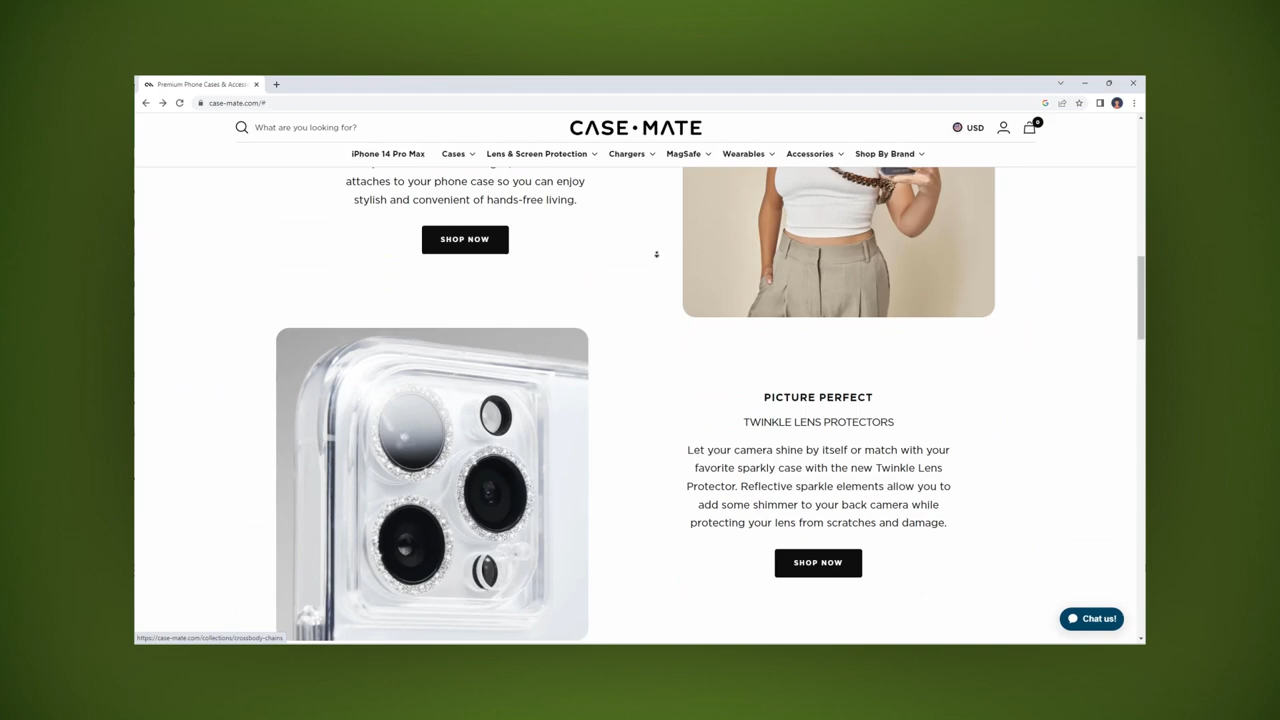 Premium Phone Cases & Access
case-mate.com/#
What are you looking for?
CASE•MATE
USD
0
iPhone 14 Pro Max
Cases
Lens & Screen Protection
Chargers
MagSafe
Wearables
Accessories
Shop By Brand
attaches to your phone case so you can enjoy
stylish and convenient of hands-free living.
SHOP NOW
PICTURE PERFECT
TWINKLE LENS PROTECTORS
Let your camera shine by itself or match with your
favorite sparkly case with the new Twinkle Lens
Protector. Reflective sparkle elements allow you to
add some shimmer to your back camera while
protecting your lens from scratches and damage.
SHOP NOW
Chat us!
https://case-mate.com/collections/crossbody-chains